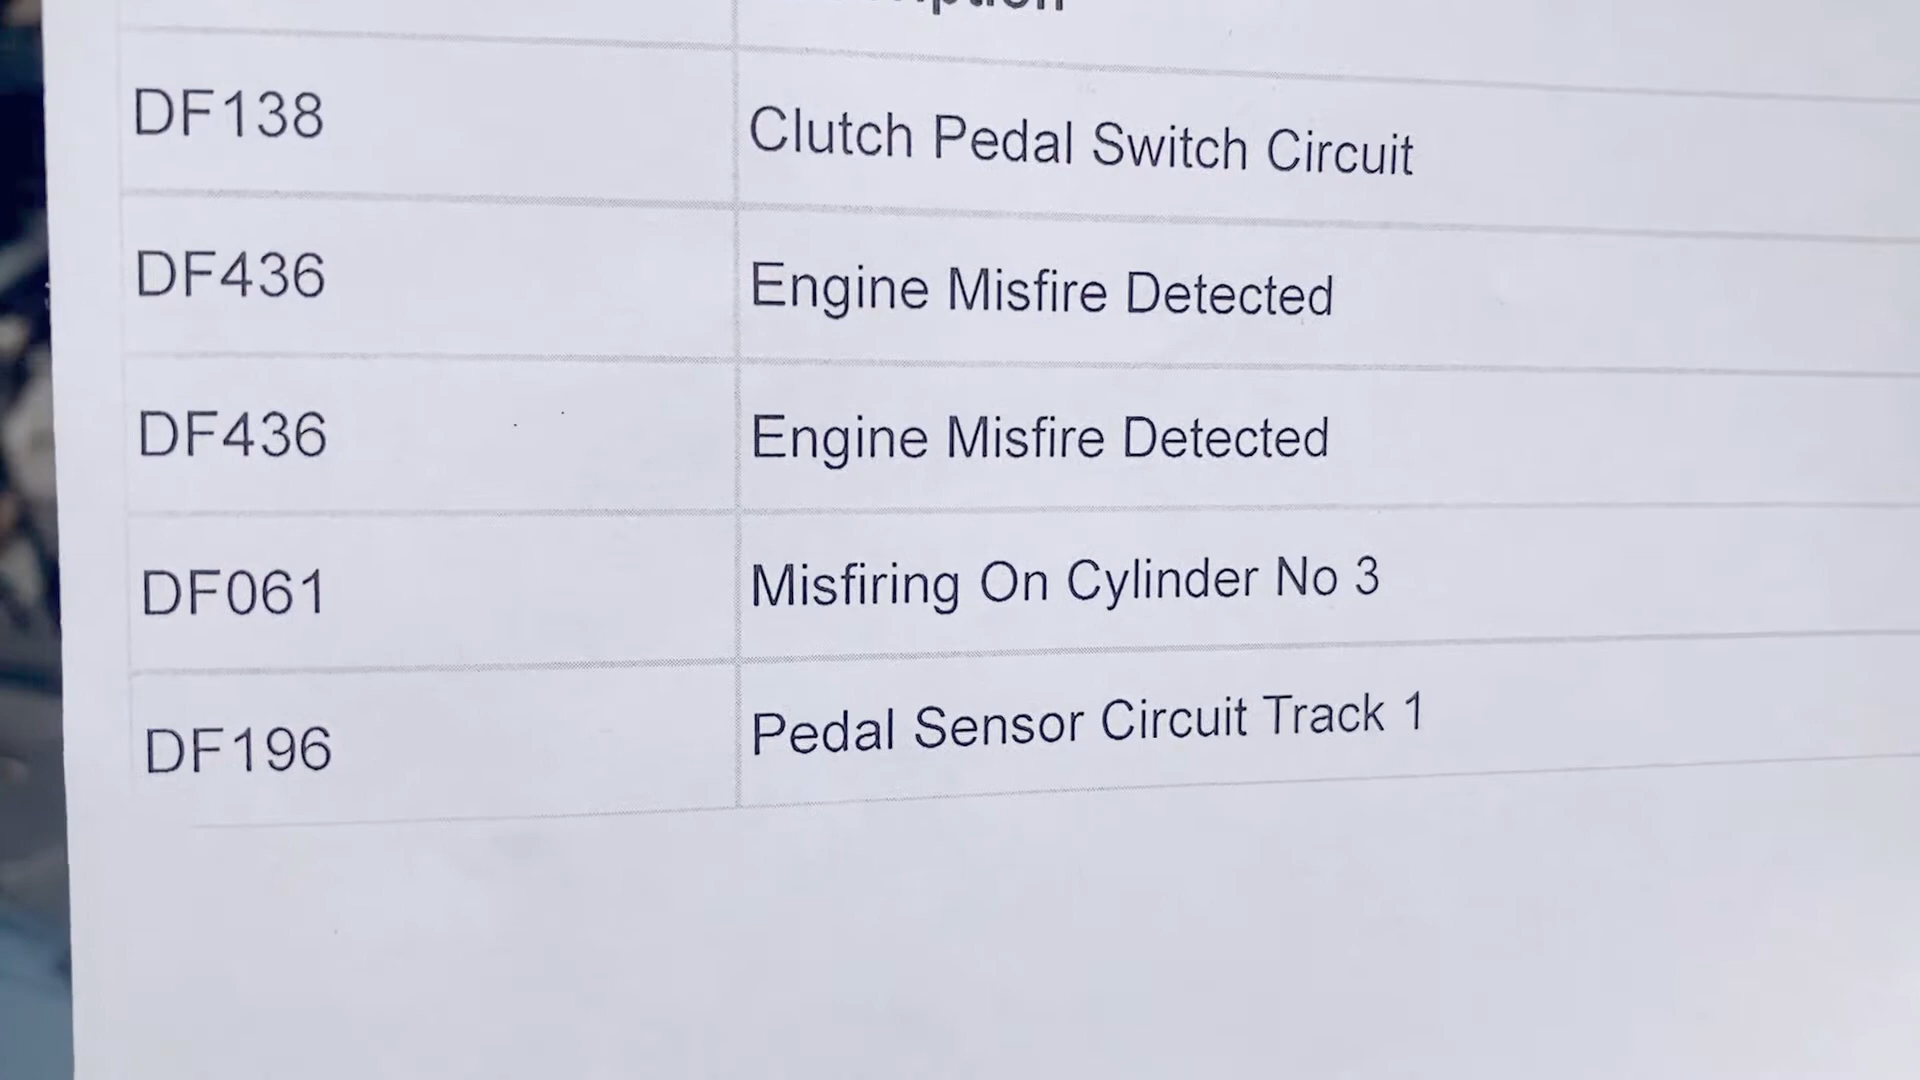 DF138 Clutch Pedal Switch Circuit
DF436 Engine Misfire Detected
DF436 Engine Misfire Detected
DF061 Misfiring On Cylinder No 3
DF196 Pedal Sensor Circuit Track 1